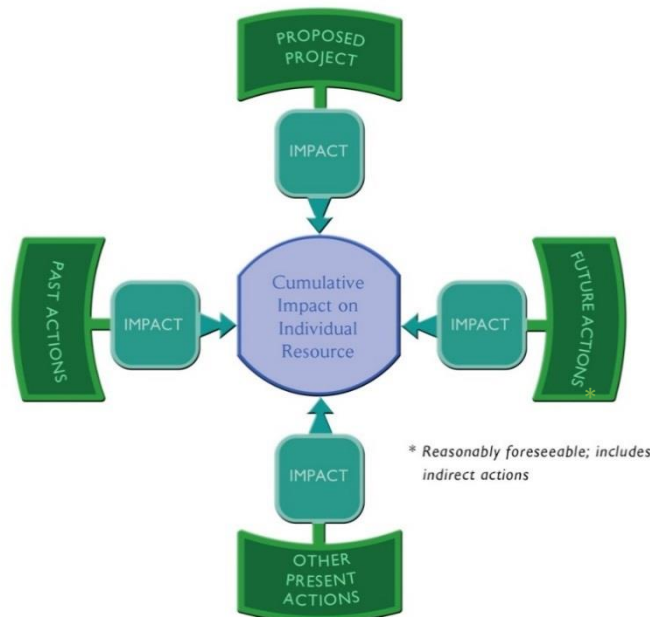 PROPOSED
PROJECT
IMPACT
PAST ACTIONS
IMPACT
Cumulative
Impact on
Individual
Resource
IMPACT
FUTURE ACTIONS*
* Reasonably foreseeable; includes
indirect actions
IMPACT
OTHER
PRESENT
ACTIONS